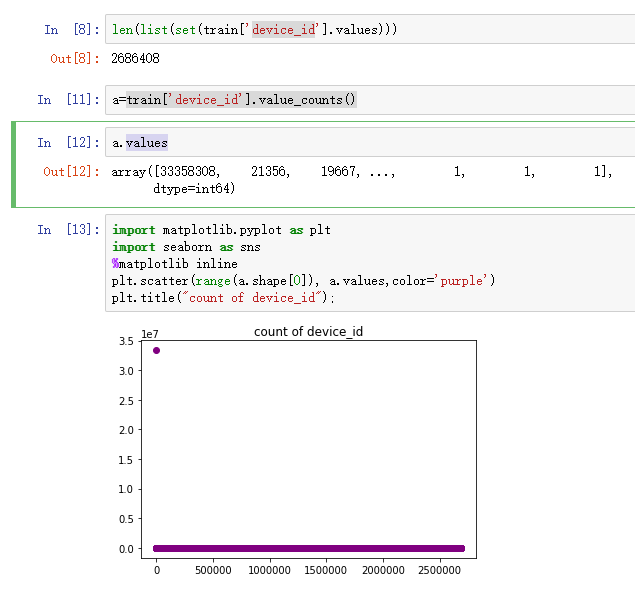 In [8]: len(list(set(train['device_id'].values)))
Out[8]: 2686408
In [11]: a=train['device_id'].value_counts()
In [12]: a.values
Out[12]: array([33358308, 21356, 19667, ..., 1, 1, 1],
dtype=int64)
In [13]: import matplotlib.pyplot as plt
import seaborn as sns
%matplotlib inline
plt.scatter(range(a.shape[0]), a.values,color='purple')
plt.title("count of device_id");
count of device_id
1e7
3.5
3.0
2.5
2.0
1.5
1.0
0.5
0.0
0 500000 1000000 1500000 2000000 2500000